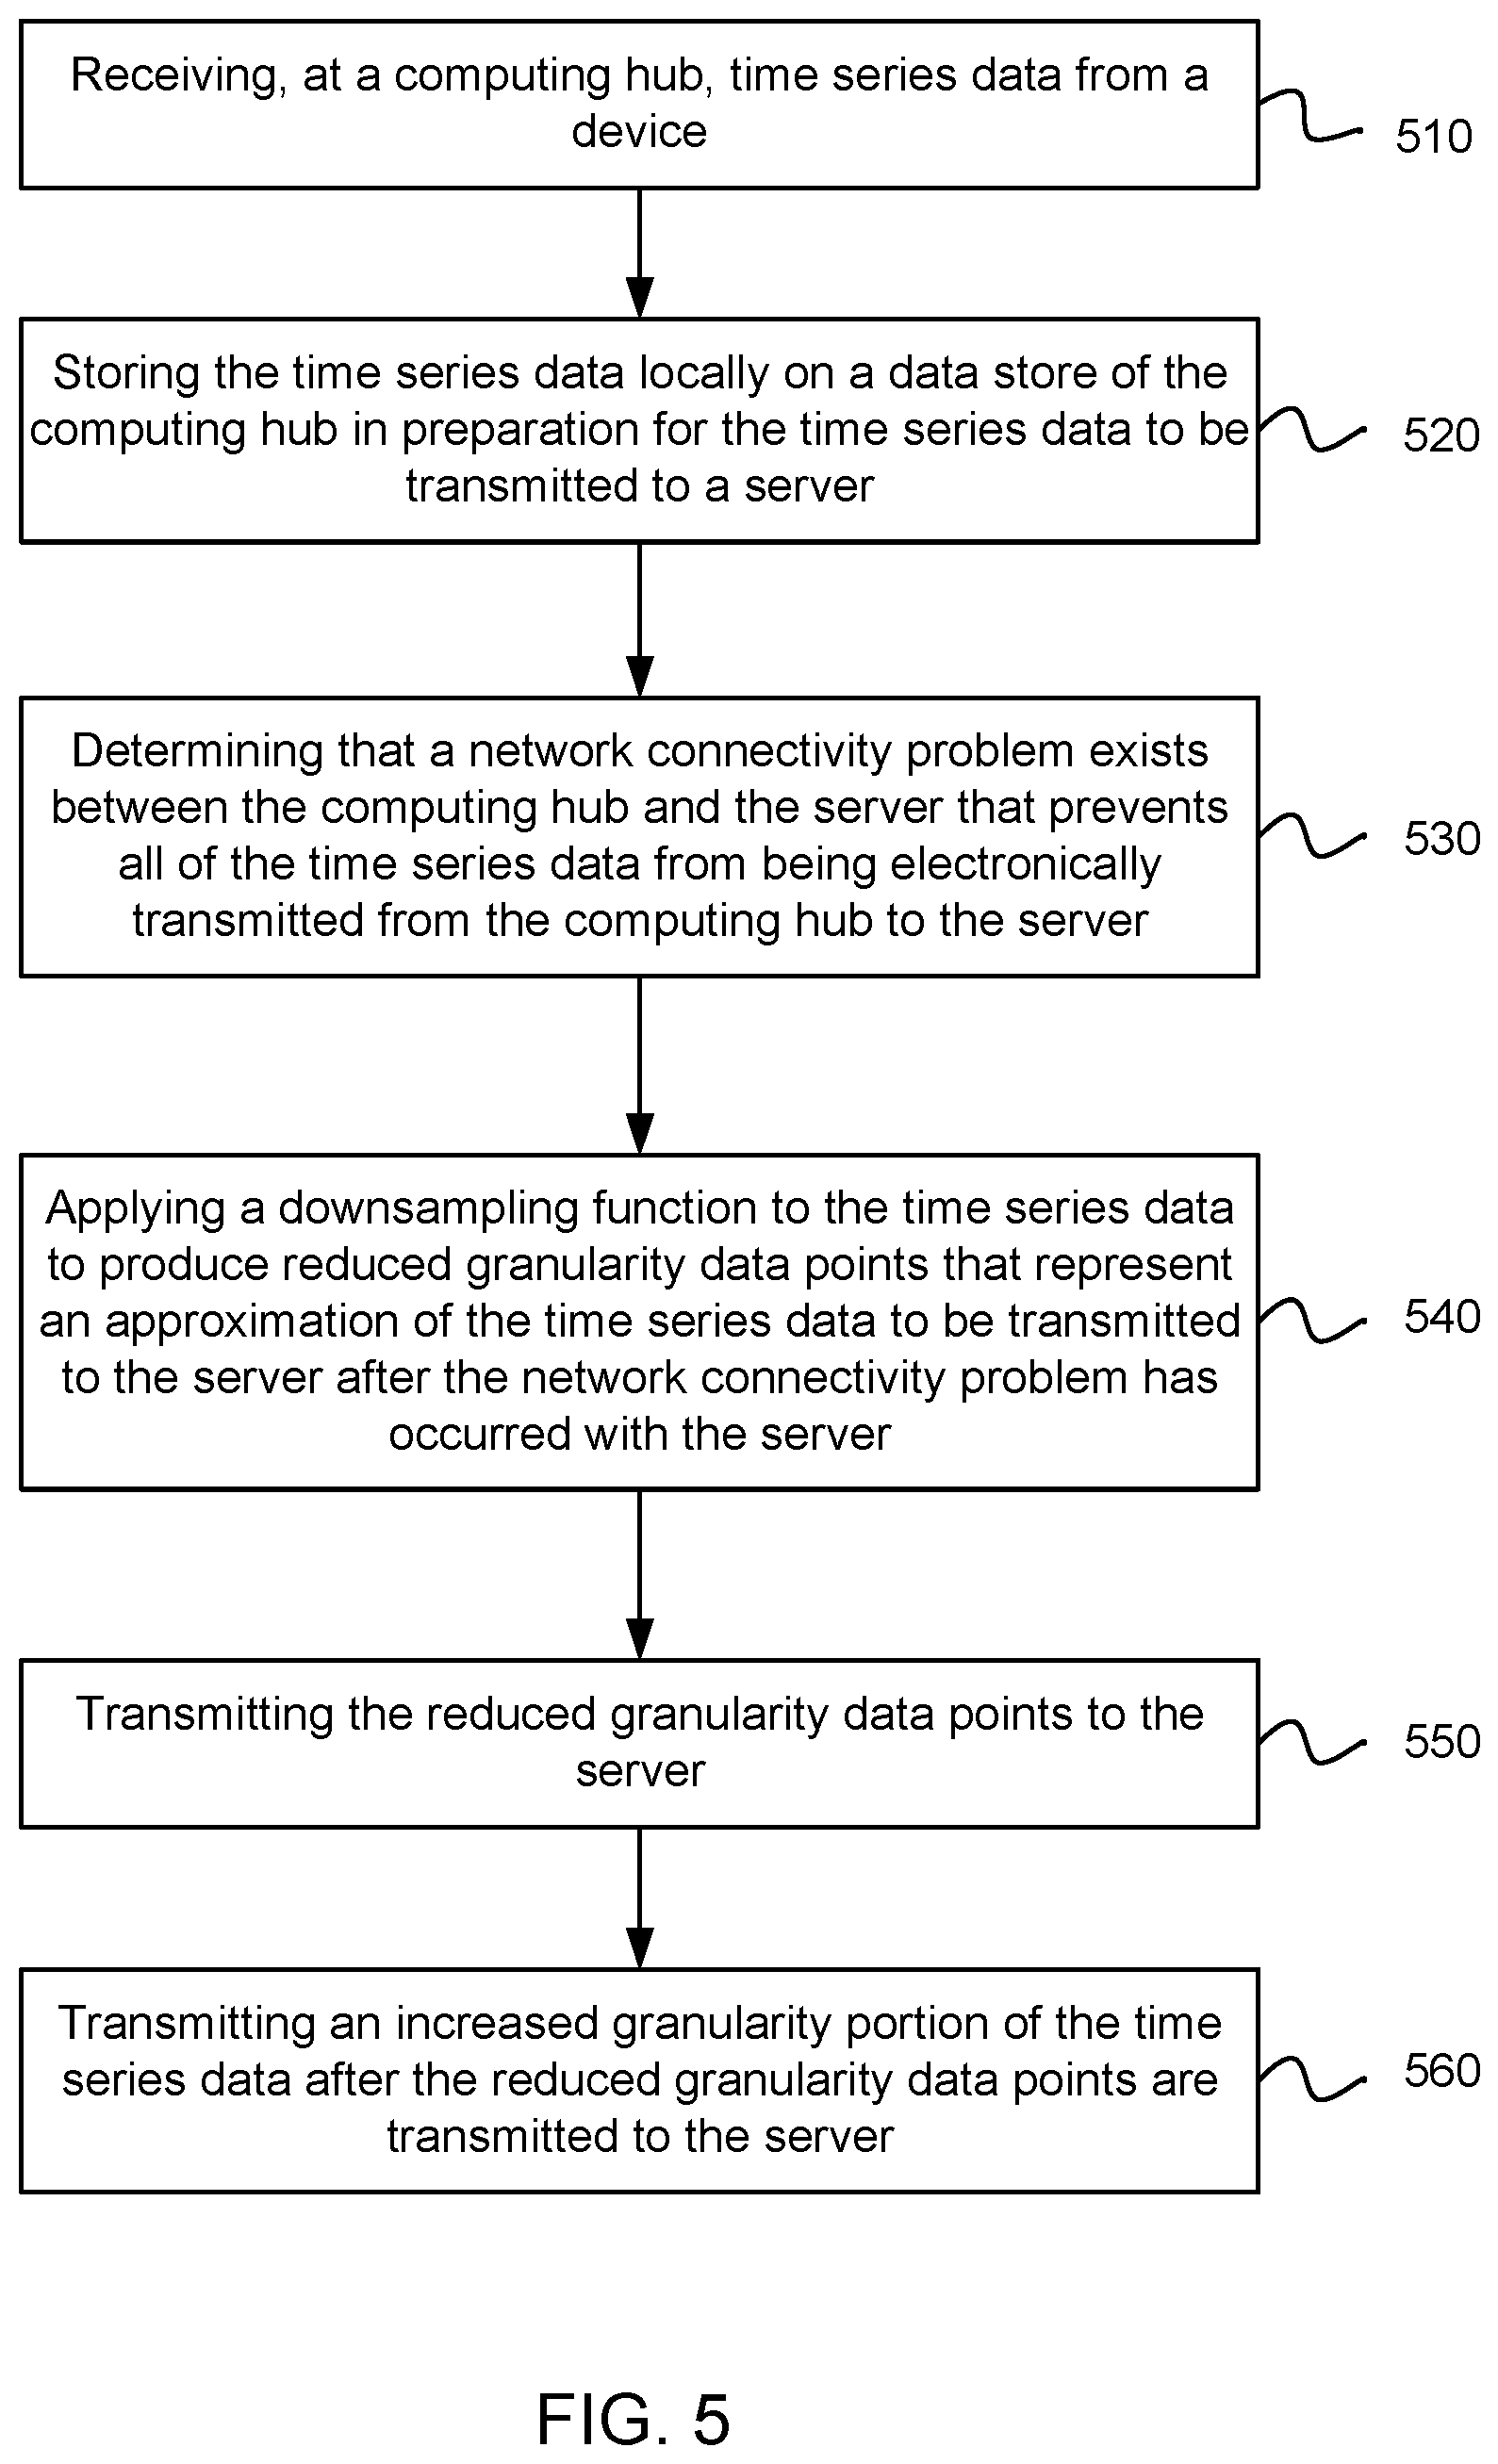 Receiving, at a computing hub, time series data from a
device
510
Storing the time series data locally on a data store of the
computing hub in preparation for the time series data to be
transmitted to a server
520
Determining that a network connectivity problem exists
between the computing hub and the server that prevents
all of the time series data from being electronically
transmitted from the computing hub to the server
530
Applying a downsampling function to the time series data
to produce reduced granularity data points that represent
an approximation of the time series data to be transmitted
to the server after the network connectivity problem has
occurred with the server
540
Transmitting the reduced granularity data points to the
server
550
Transmitting an increased granularity portion of the time
series data after the reduced granularity data points are
transmitted to the server
560
FIG. 5